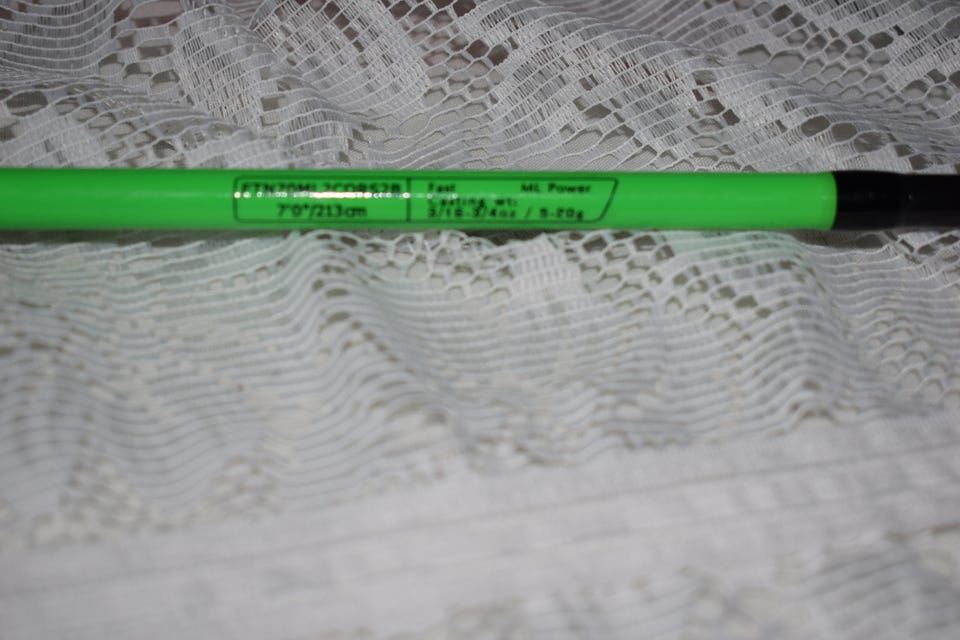 7'0"/213cm
Fast ML Power
Casting wt:
3/16-3/4oz / 5-20g